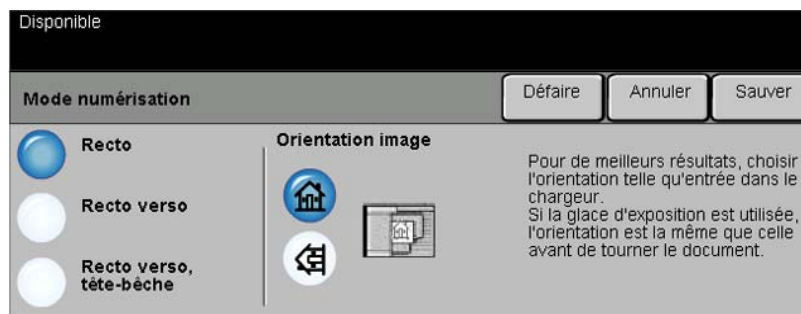 Disponible
Mode numérisation
Défaire
Annuler
Sauver
Recto
Recto verso
Recto verso,
tête-bêche
Orientation image
Pour de meilleurs résultats, choisir
l'orientation telle qu'entrée dans le
chargeur.
Si la glace d'exposition est utilisée,
l'orientation est la même que celle
avant de tourner le document.